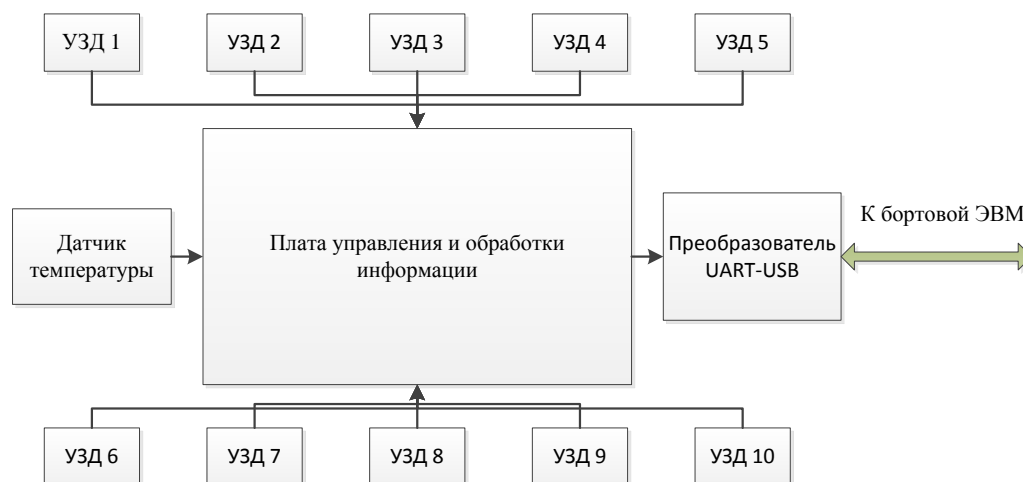 УЗД 1
УЗД 2
УЗД 3
УЗД 4
УЗД 5
Датчик
температуры
Плата управления и обработки
информации
Преобразователь
UART-USB
К бортовой ЭВМ
УЗД 6
УЗД 7
УЗД 8
УЗД 9
УЗД 10